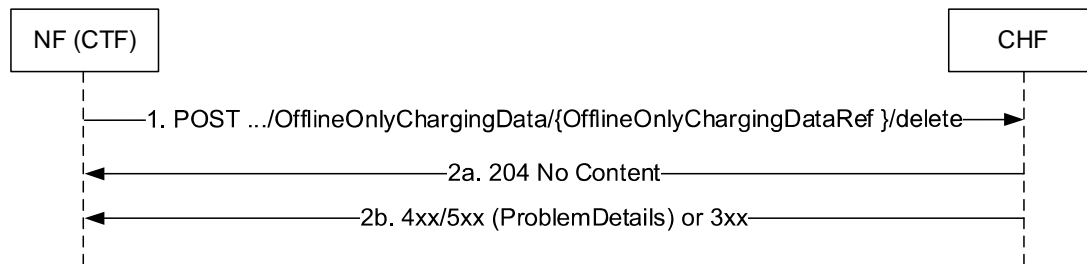 NF (CTF)
CHF
1. POST .../OfflineOnlyChargingData/{OfflineOnlyChargingDataRef }/delete
2a. 204 No Content
2b. 4xx/5xx (ProblemDetails) or 3xx